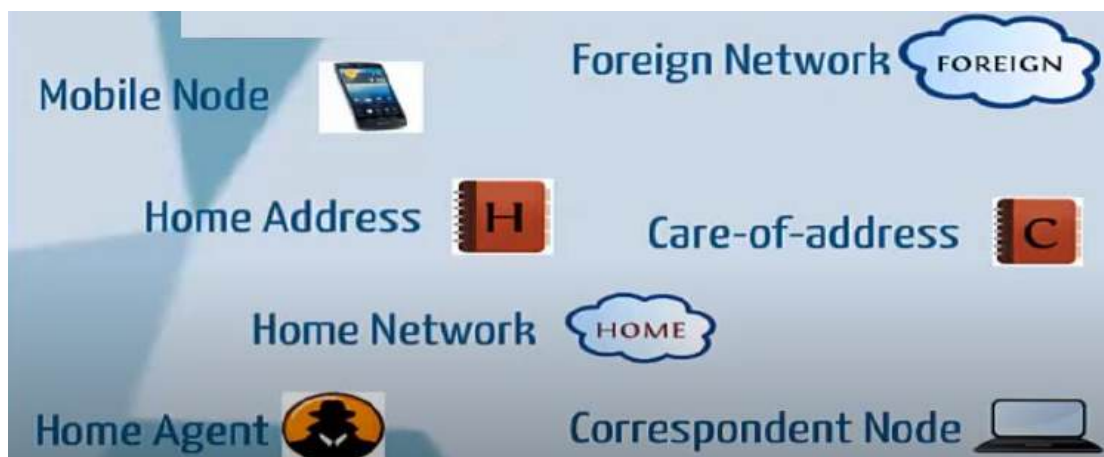 Mobile Node
Foreign Network
FOREIGN
Home Address
H
Care-of-address
C
Home Network
HOME
Home Agent
Correspondent Node